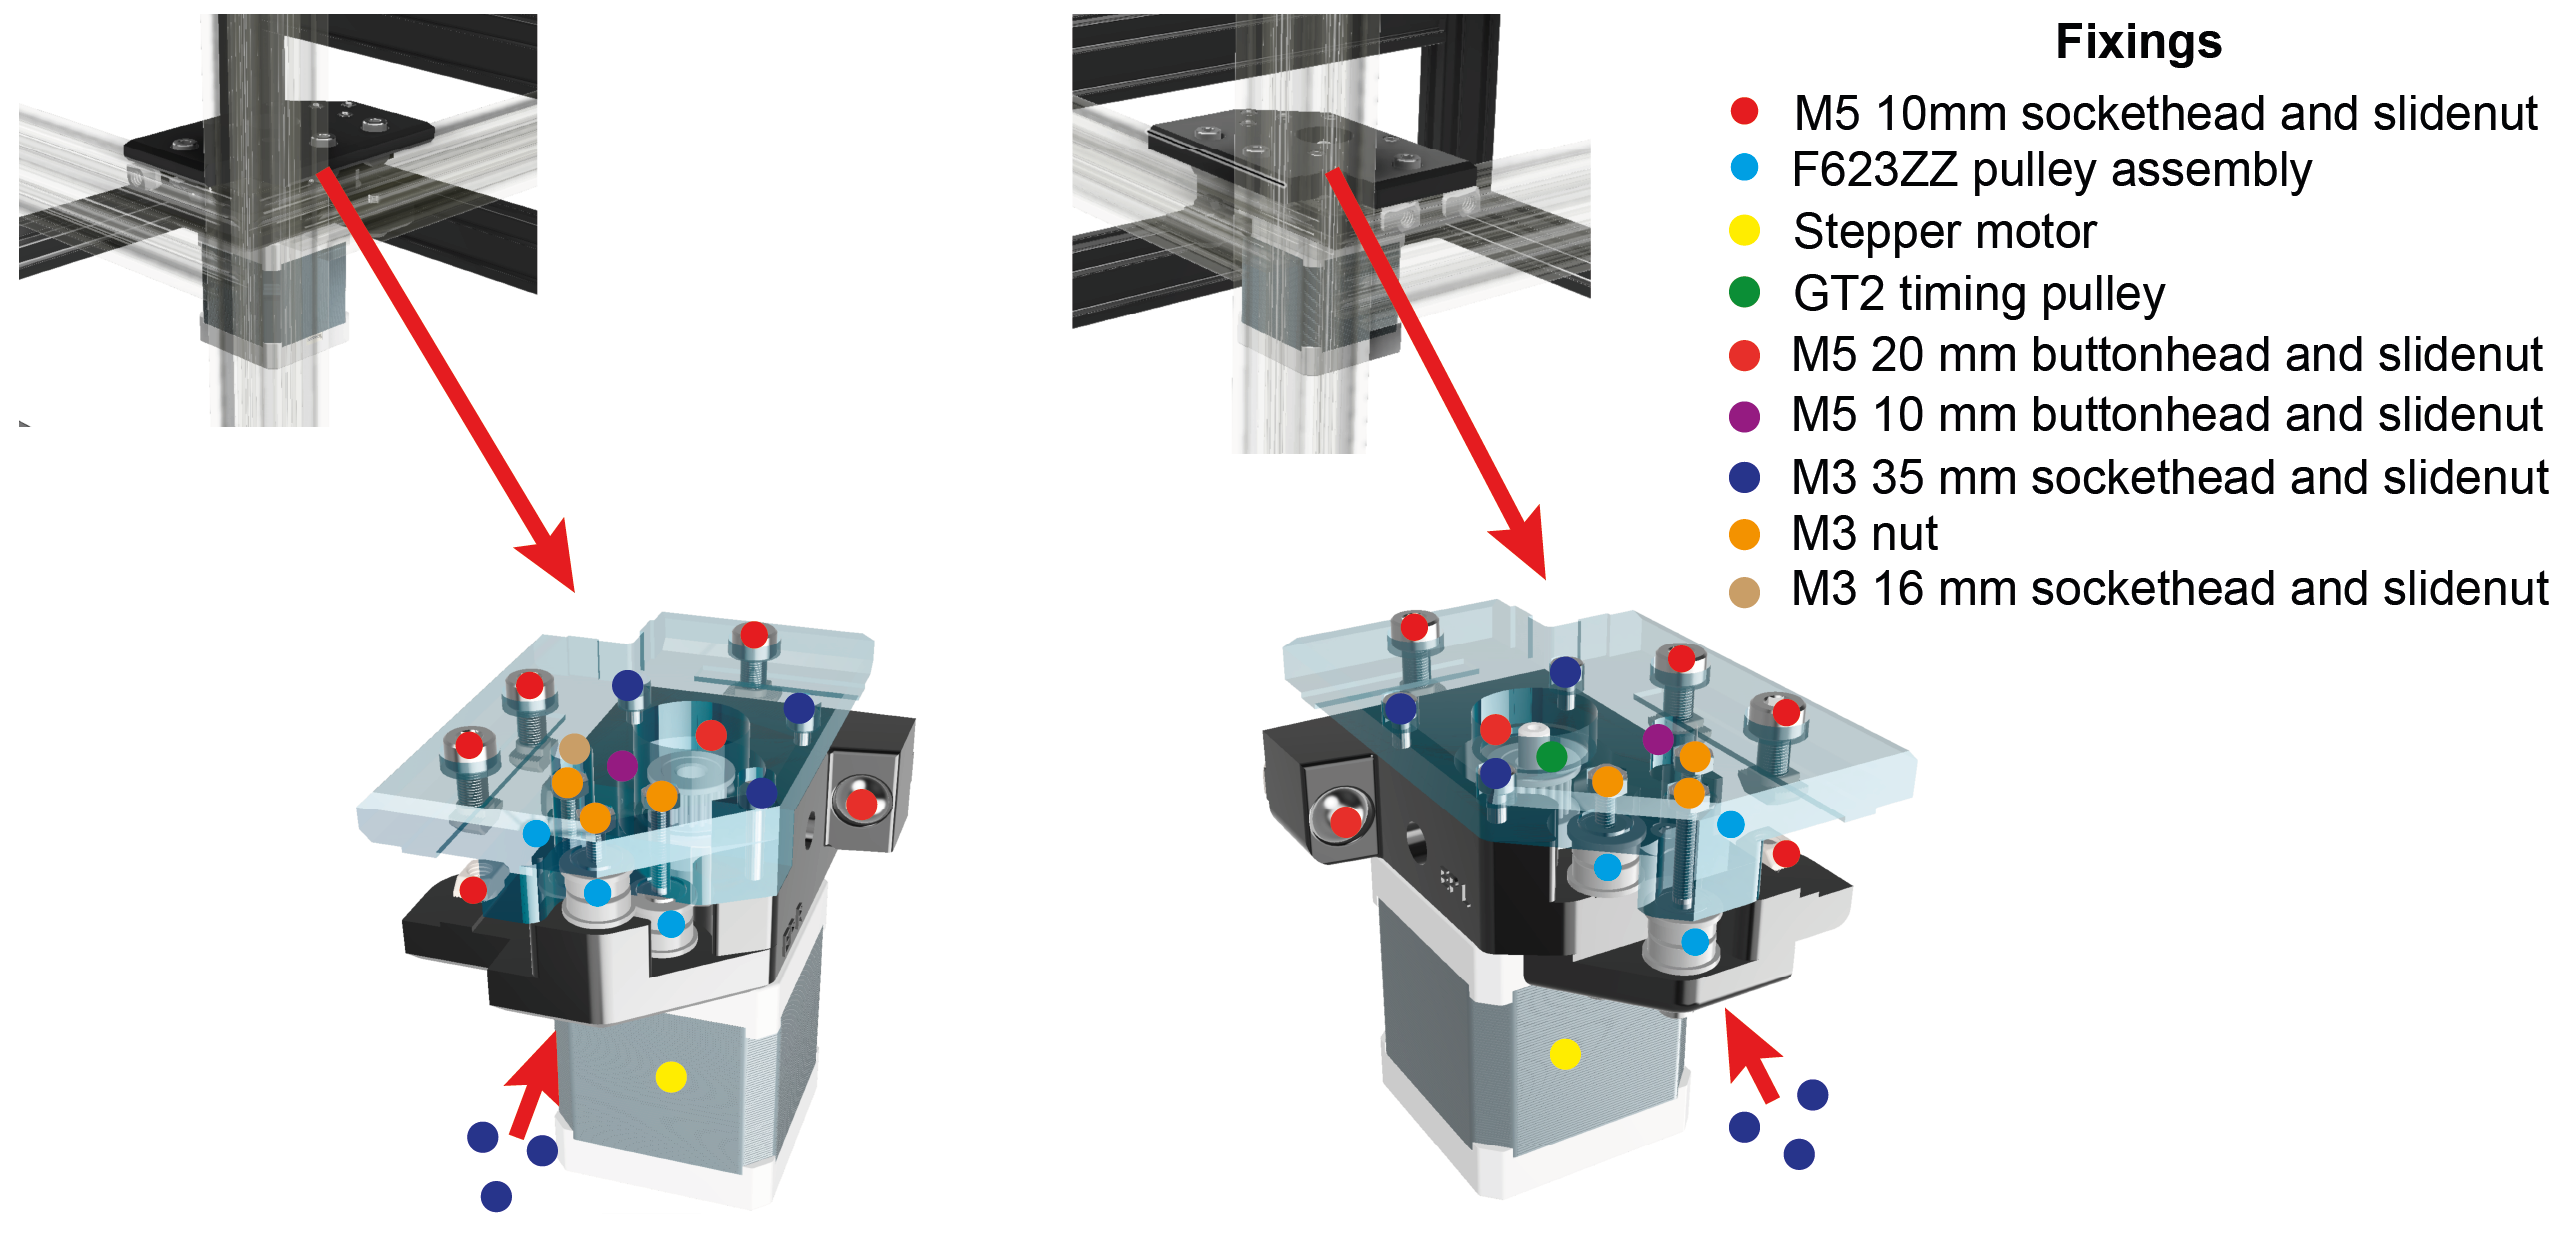 Fixings
M5 10mm sockethead and slidenut
F623ZZ pulley assembly
Stepper motor
GT2 timing pulley
M5 20 mm buttonhead and slidenut
M5 10 mm buttonhead and slidenut
M3 35 mm sockethead and slidenut
M3 nut
M3 16 mm sockethead and slidenut